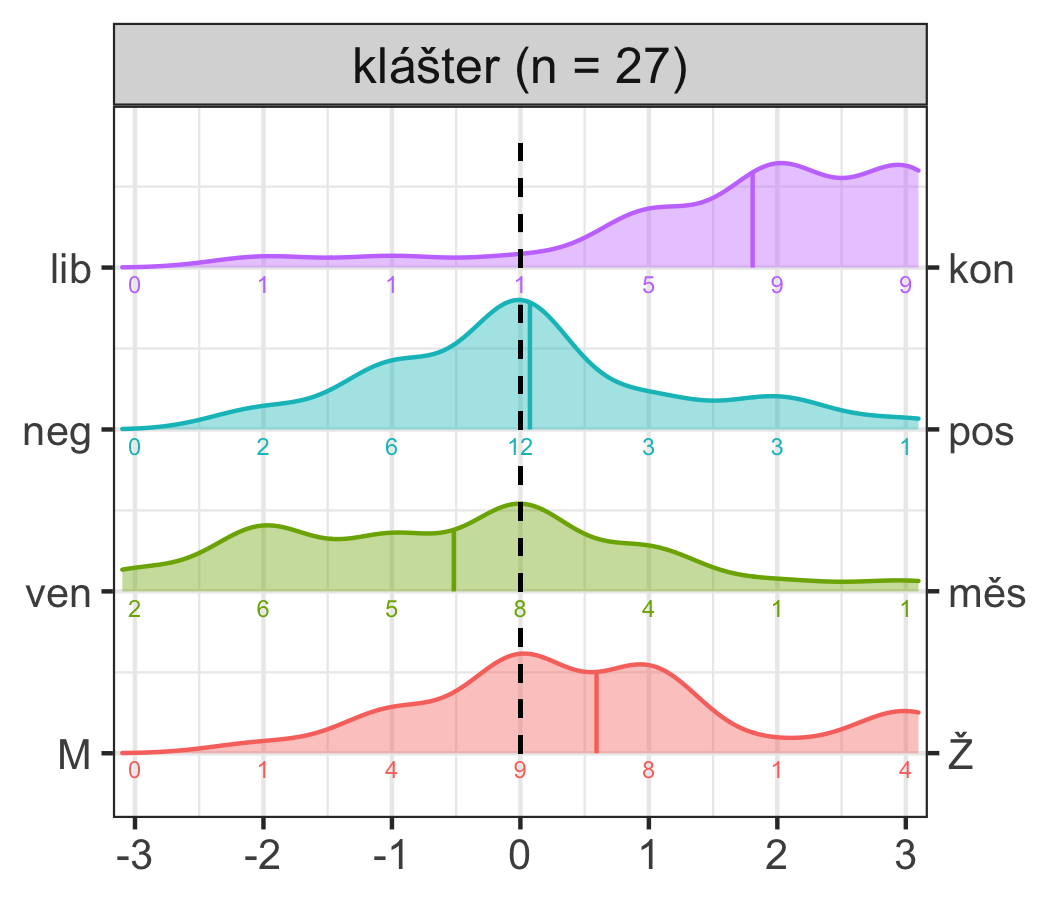 klášter (n = 27)
lib kon
0 1 1 1 5 9 9
neg pos
0 2 6 12 3 3 1
ven měs
2 6 5 8 4 1 1
M Ž
0 1 4 9 8 1 4
-3 -2 -1 0 1 2 3